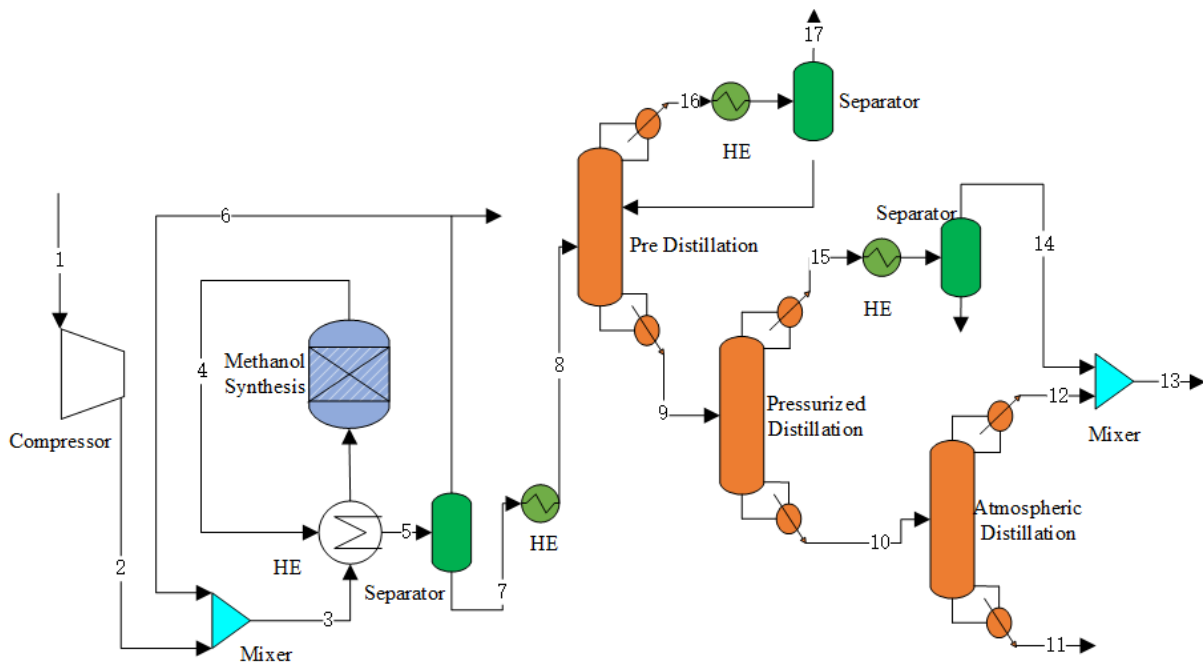 17
16
Separator
HE
6
Separator
14
1
Pre Distillation
15
HE
4
Methanol
Synthesis
8
9
Pressurized
Distillation
12
13
Mixer
Compressor
5
HE
7
Separator
HE
10
Atmospheric
Distillation
2
3
Mixer
11